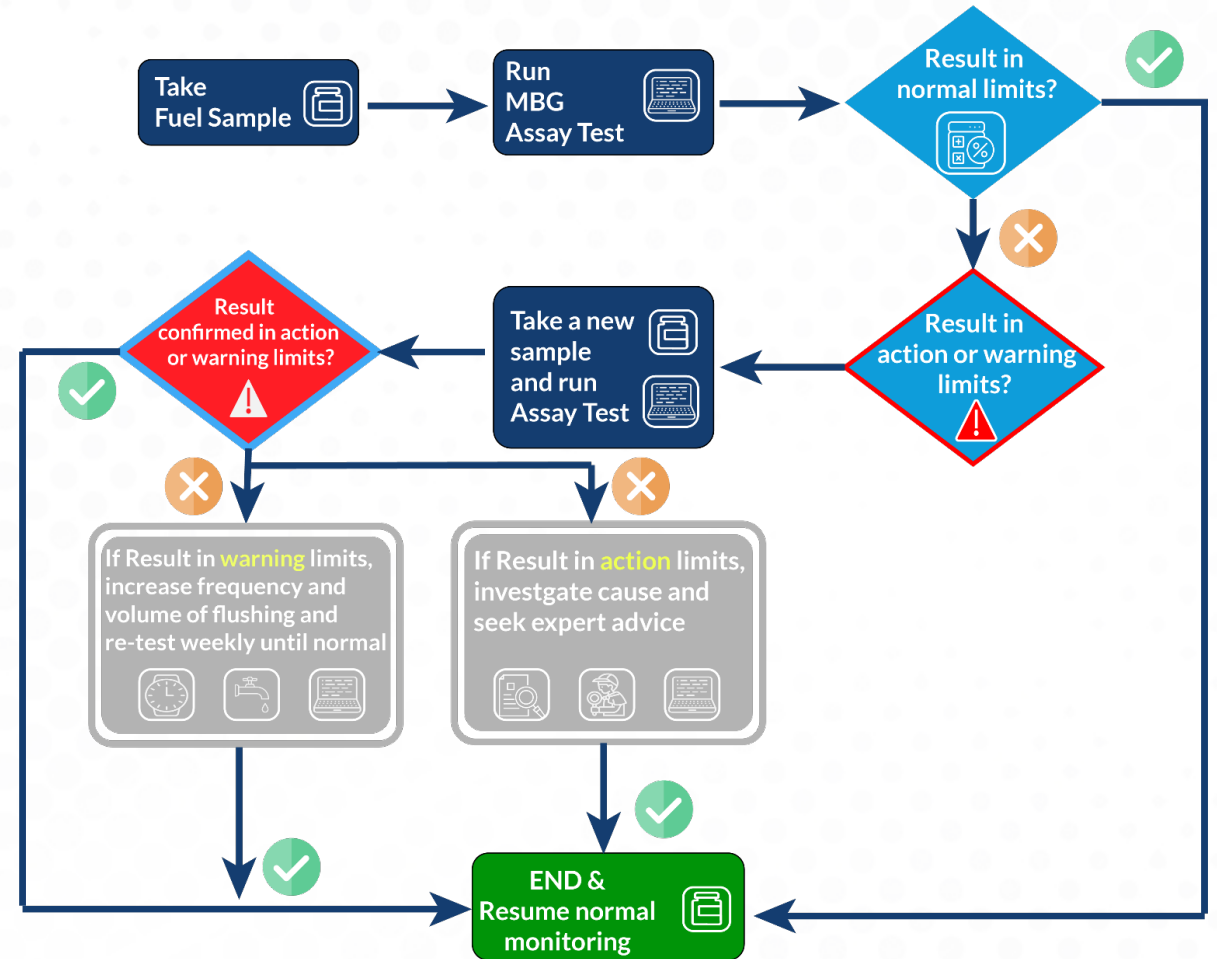 Take
Fuel Sample
Run
MBG
Assay Test
Result in
normal limits?
Result in
action or warning
limits?
Take a new
sample
and run
Assay Test
Result
confirmed in action
or warning limits?
If Result in warning limits,
increase frequency and
volume of flushing and
re-test weekly until normal
If Result in action limits,
investgate cause and
seek expert advice
END &
Resume normal
monitoring